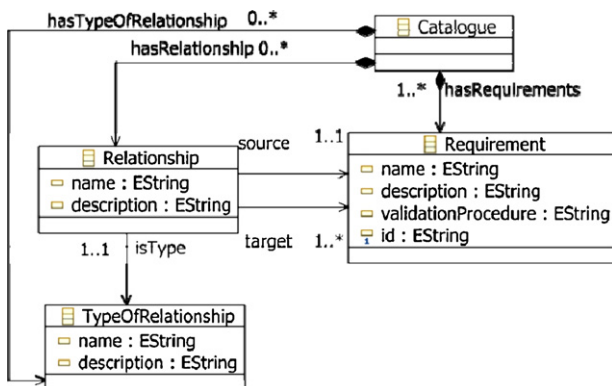 hasTypeOfRelationship 0..*
Catalogue
hasRelationship 0..*
1..* hasRequirements
source 1..1
Relationship
name : EString
description : EString
Requirement
name : EString
description : EString
validationProcedure : EString
1 id : EString
1..1 isType
target 1..*
TypeOfRelationship
name : EString
description : EString